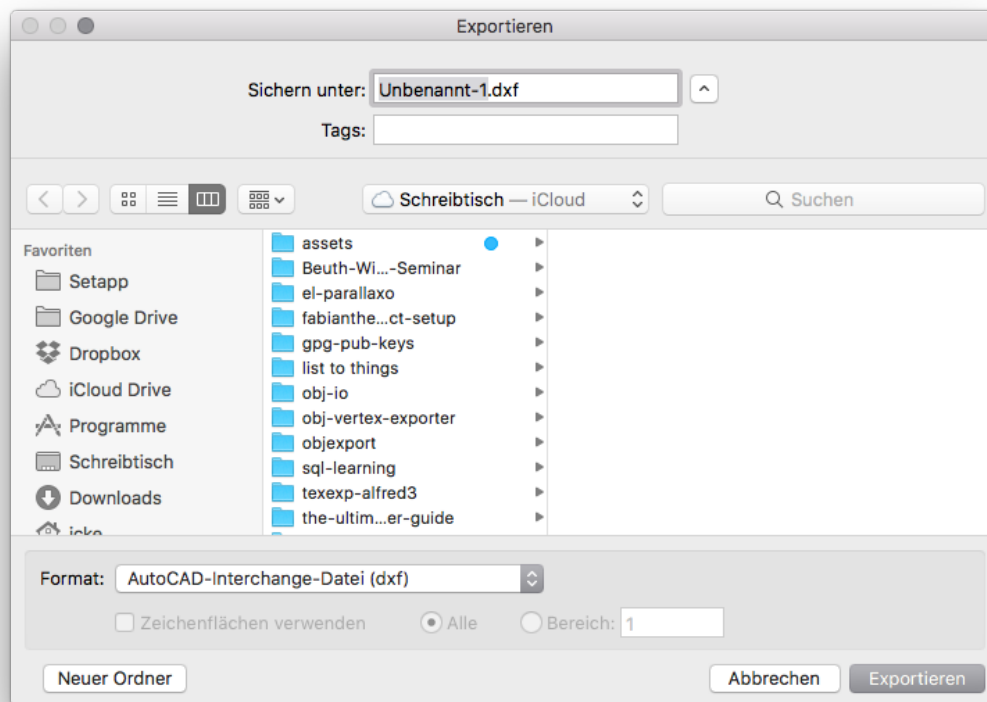 Exportieren
Sichern unter: Unbenannt-1.dxf
Tags:
Schreibtisch — iCloud
Suchen
Favoriten
Setapp
Google Drive
Dropbox
iCloud Drive
Programme
Schreibtisch
Downloads
icke
assets
Beuth-Wi...-Seminar
el-parallaxo
fabianthe...ct-setup
gpg-pub-keys
list to things
obj-io
obj-vertex-exporter
objexport
sql-learning
texexp-alfred3
the-ultim...er-guide
Format: AutoCAD-Interchange-Datei (dxf)
Zeichenflächen verwenden Alle Bereich: 1
Neuer Ordner Abbrechen Exportieren